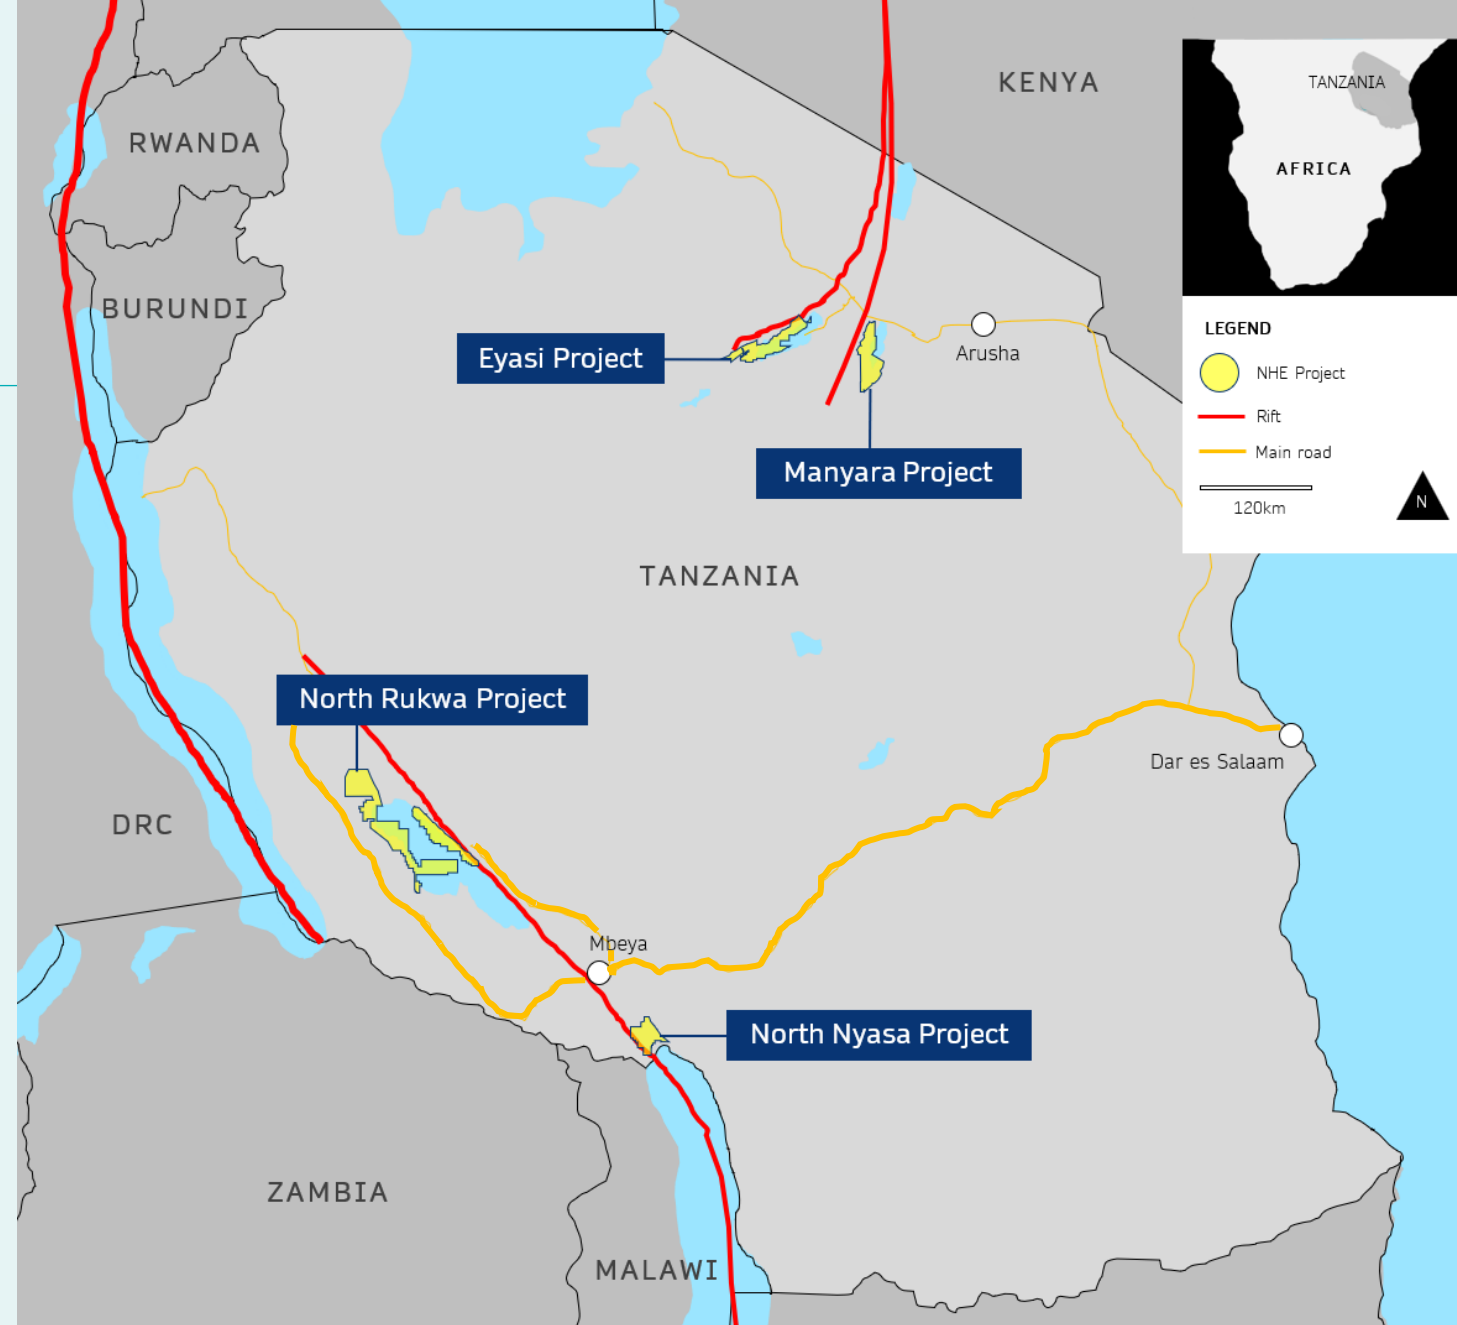 KENYA
TANZANIA
AFRICA
RWANDA
BURUNDI
LEGEND
NHE Project
Rift
Main road
120km
N
Eyasi Project
Arusha
Manyara Project
TANZANIA
North Rukwa Project
Dar es Salaam
DRC
Mbeya
North Nyasa Project
ZAMBIA
MALAWI